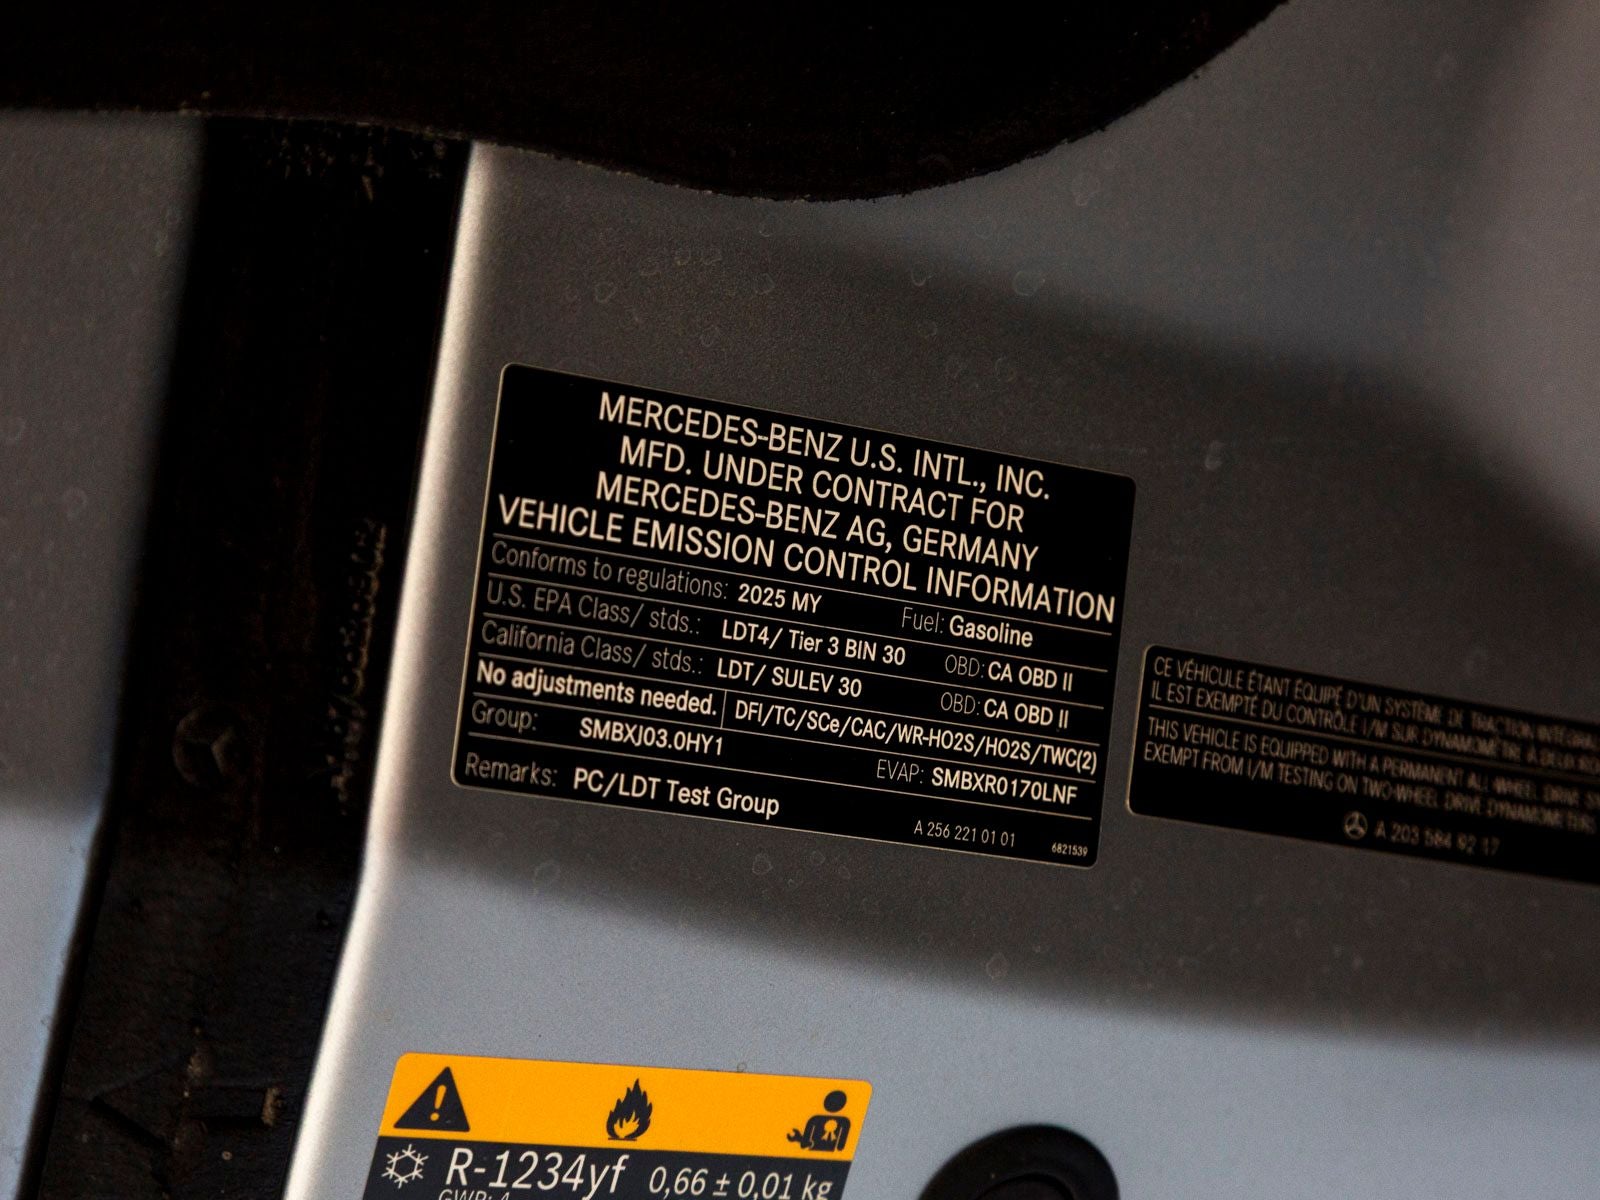 MERCEDES-BENZ U.S. INTL., INC.
MFD. UNDER CONTRACT FOR
MERCEDES-BENZ AG, GERMANY
VEHICLE EMISSION CONTROL INFORMATION
Conforms to regulations: 2025 MY Fuel: Gasoline
U.S. EPA Class/ stds.: LDT4/ Tier 3 BIN 30 OBD: CA OBD II
California Class/ stds.: LDT/ SULEV 30 OBD: CA OBD II
No adjustments needed. DFI/TC/SCe/CAC/WR-HO2S/HO2S/TWC(2)
Group: SMBXJ03.0HY1 EVAP: SMBXR0170LNF
Remarks: PC/LDT Test Group
A 256 221 01 01 6821539
CE VÉHICULE ÉTANT ÉQUIPÉ D'UN SYSTÈME DE TRACTION
IL EST EXEMPTÉ DU CONTRÔLE I/M SUR DYNAMOMÈTRE À DEUX
THIS VEHICLE IS EQUIPPED WITH A PERMANENT ALL WHEEL DRIVE
EXEMPT FROM I/M TESTING ON TWO-WHEEL DRIVE DYNAMOMETERS
A 203 584 92 17
R-1234yf 0,66 ± 0,01 kg